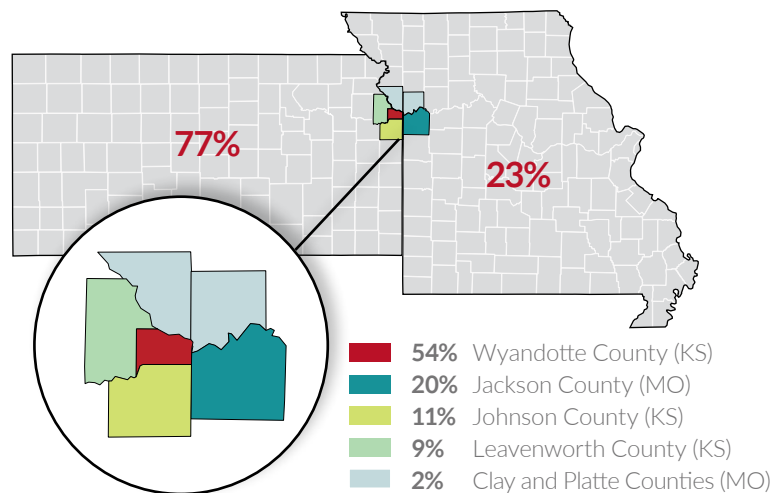 77%
23%
54% Wyandotte County (KS)
20% Jackson County (MO)
11% Johnson County (KS)
9% Leavenworth County (KS)
2% Clay and Platte Counties (MO)